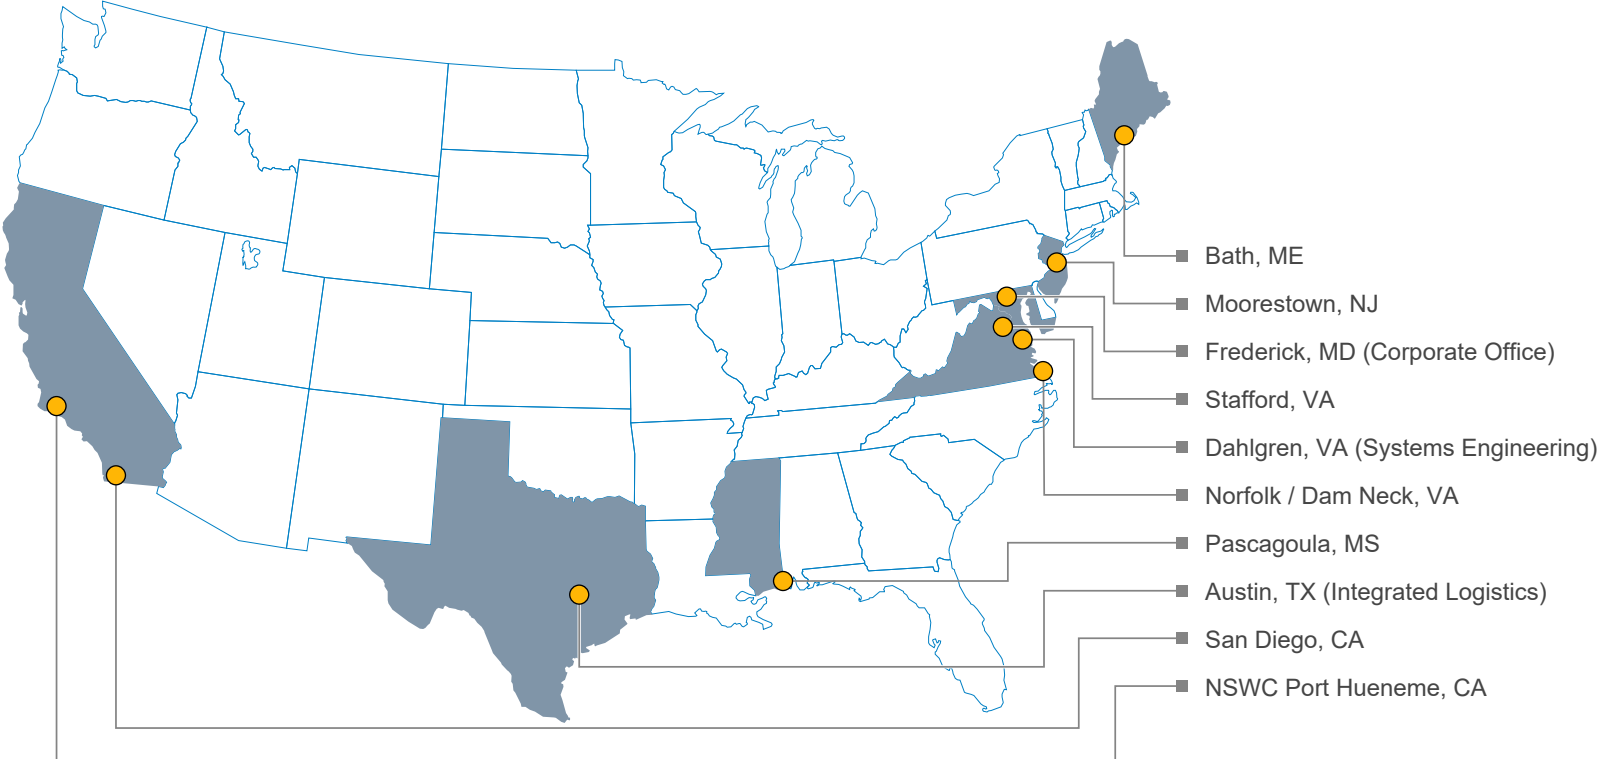 Bath, ME
Moorestown, NJ
Frederick, MD (Corporate Office)
Stafford, VA
Dahlgren, VA (Systems Engineering)
Norfolk / Dam Neck, VA
Pascagoula, MS
Austin, TX (Integrated Logistics)
San Diego, CA
NSWC Port Hueneme, CA